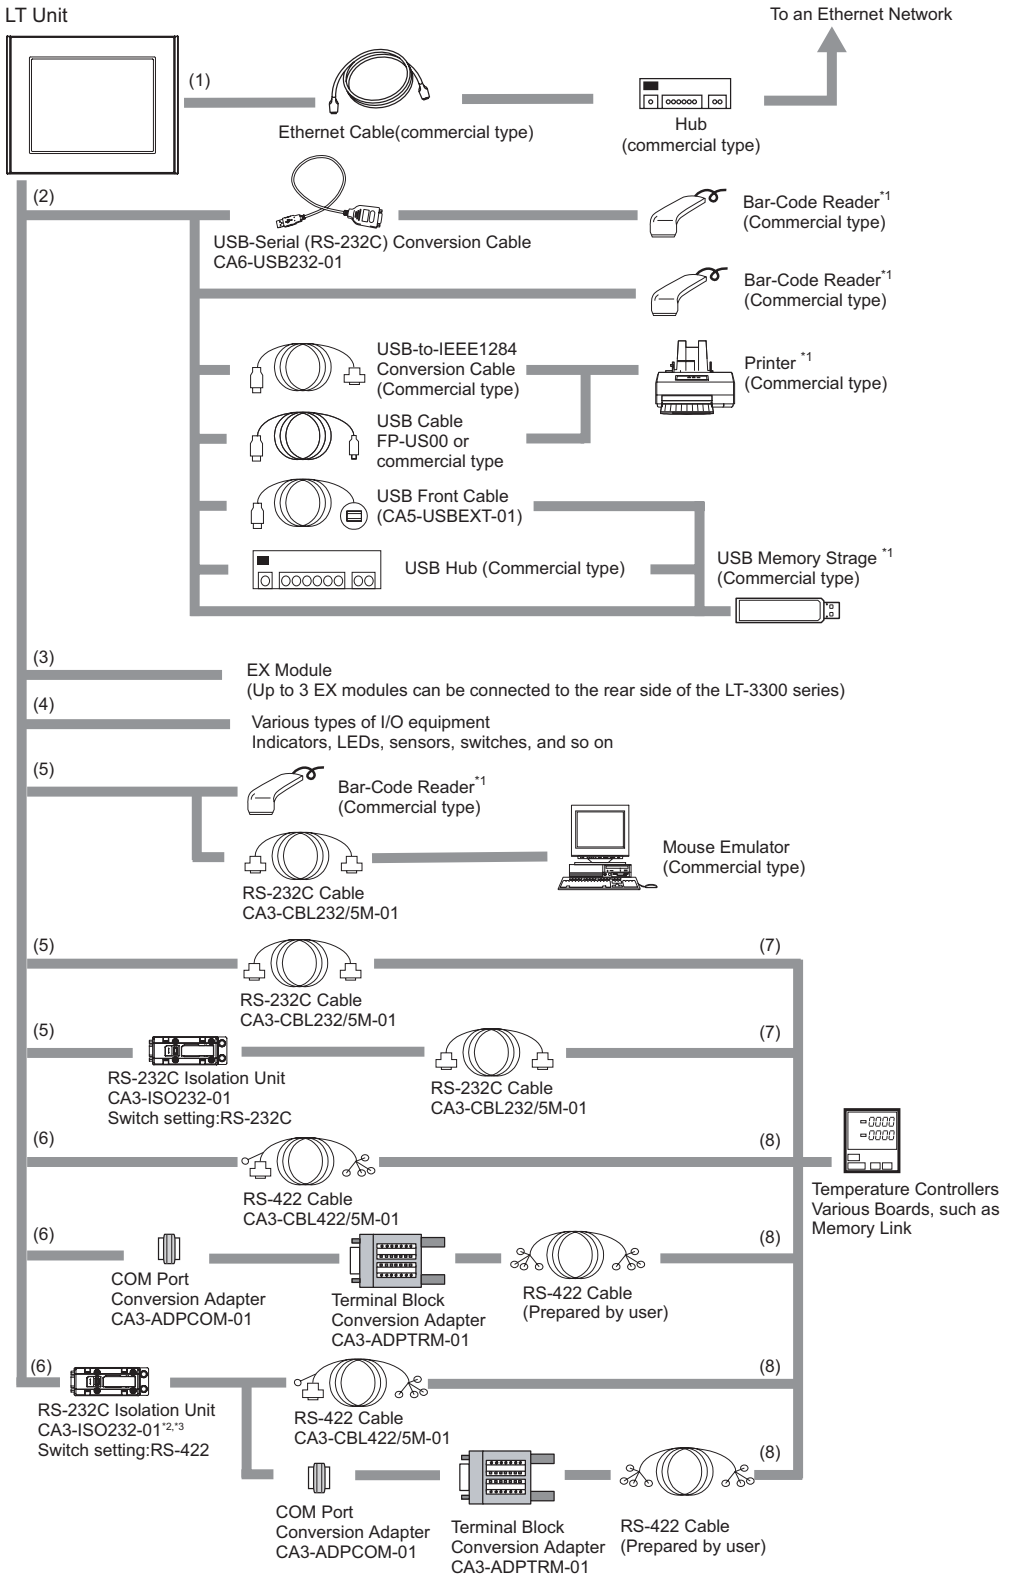 LT Unit
To an Ethernet Network
(1)
Ethernet Cable(commercial type)
Hub
(commercial type)
(2)
USB-Serial (RS-232C) Conversion Cable
CA6-USB232-01
Bar-Code Reader*1
(Commercial type)
Bar-Code Reader*1
(Commercial type)
USB-to-IEEE1284
Conversion Cable
(Commercial type)
Printer *1
(Commercial type)
USB Cable
FP-US00 or
commercial type
USB Front Cable
(CA5-USBEXT-01)
USB Hub (Commercial type)
USB Memory Strage *1
(Commercial type)
(3)
EX Module
(Up to 3 EX modules can be connected to the rear side of the LT-3300 series)
(4)
Various types of I/O equipment
Indicators, LEDs, sensors, switches, and so on
(5)
Bar-Code Reader*1
(Commercial type)
Mouse Emulator
(Commercial type)
RS-232C Cable
CA3-CBL232/5M-01
(5)
(7)
RS-232C Cable
CA3-CBL232/5M-01
(5)
(7)
RS-232C Isolation Unit
CA3-ISO232-01
Switch setting:RS-232C
RS-232C Cable
CA3-CBL232/5M-01
(6)
(8)
RS-422 Cable
CA3-CBL422/5M-01
Temperature Controllers
Various Boards, such as
Memory Link
(6)
(8)
COM Port
Conversion Adapter
CA3-ADPCOM-01
Terminal Block
Conversion Adapter
CA3-ADPTRM-01
RS-422 Cable
(Prepared by user)
(6)
(8)
RS-232C Isolation Unit
CA3-ISO232-01*2,*3
Switch setting:RS-422
RS-422 Cable
CA3-CBL422/5M-01
(8)
COM Port
Conversion Adapter
CA3-ADPCOM-01
Terminal Block
Conversion Adapter
CA3-ADPTRM-01
RS-422 Cable
(Prepared by user)